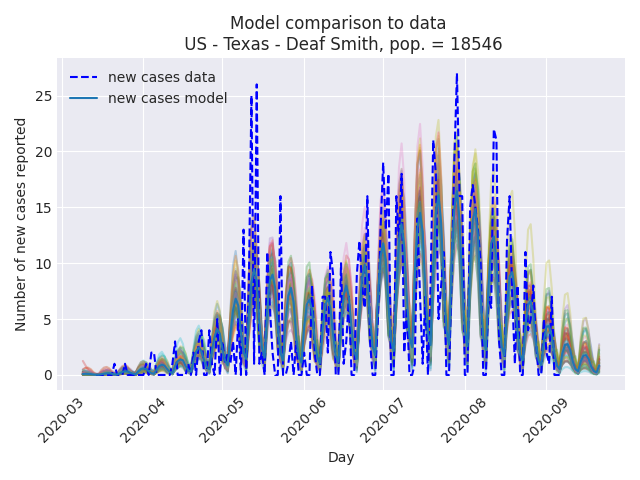 Model comparison to data
US - Texas - Deaf Smith, pop. = 18546
new cases data
new cases model
Number of new cases reported
25
20
15
10
5
0
2020-03
2020-04
2020-05
2020-06
2020-07
2020-08
2020-09
Day